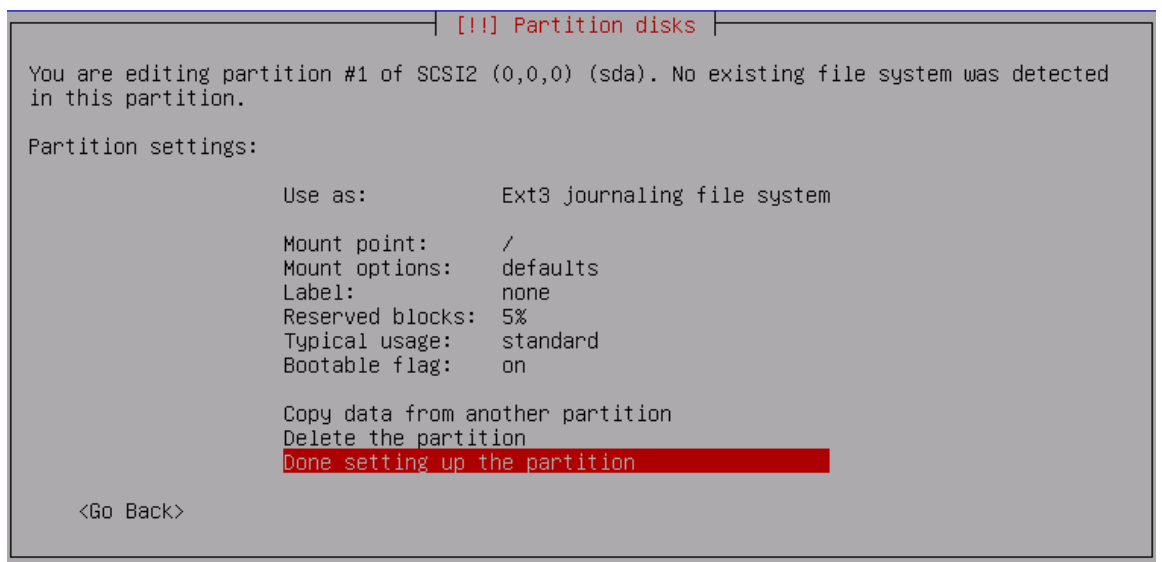 [!!] Partition disks
You are editing partition #1 of SCSI2 (0,0,0) (sda). No existing file system was detected
in this partition.
Partition settings:
Use as: Ext3 journaling file system
Mount point: /
Mount options: defaults
Label: none
Reserved blocks: 5%
Typical usage: standard
Bootable flag: on
Copy data from another partition
Delete the partition
Done setting up the partition
<Go Back>